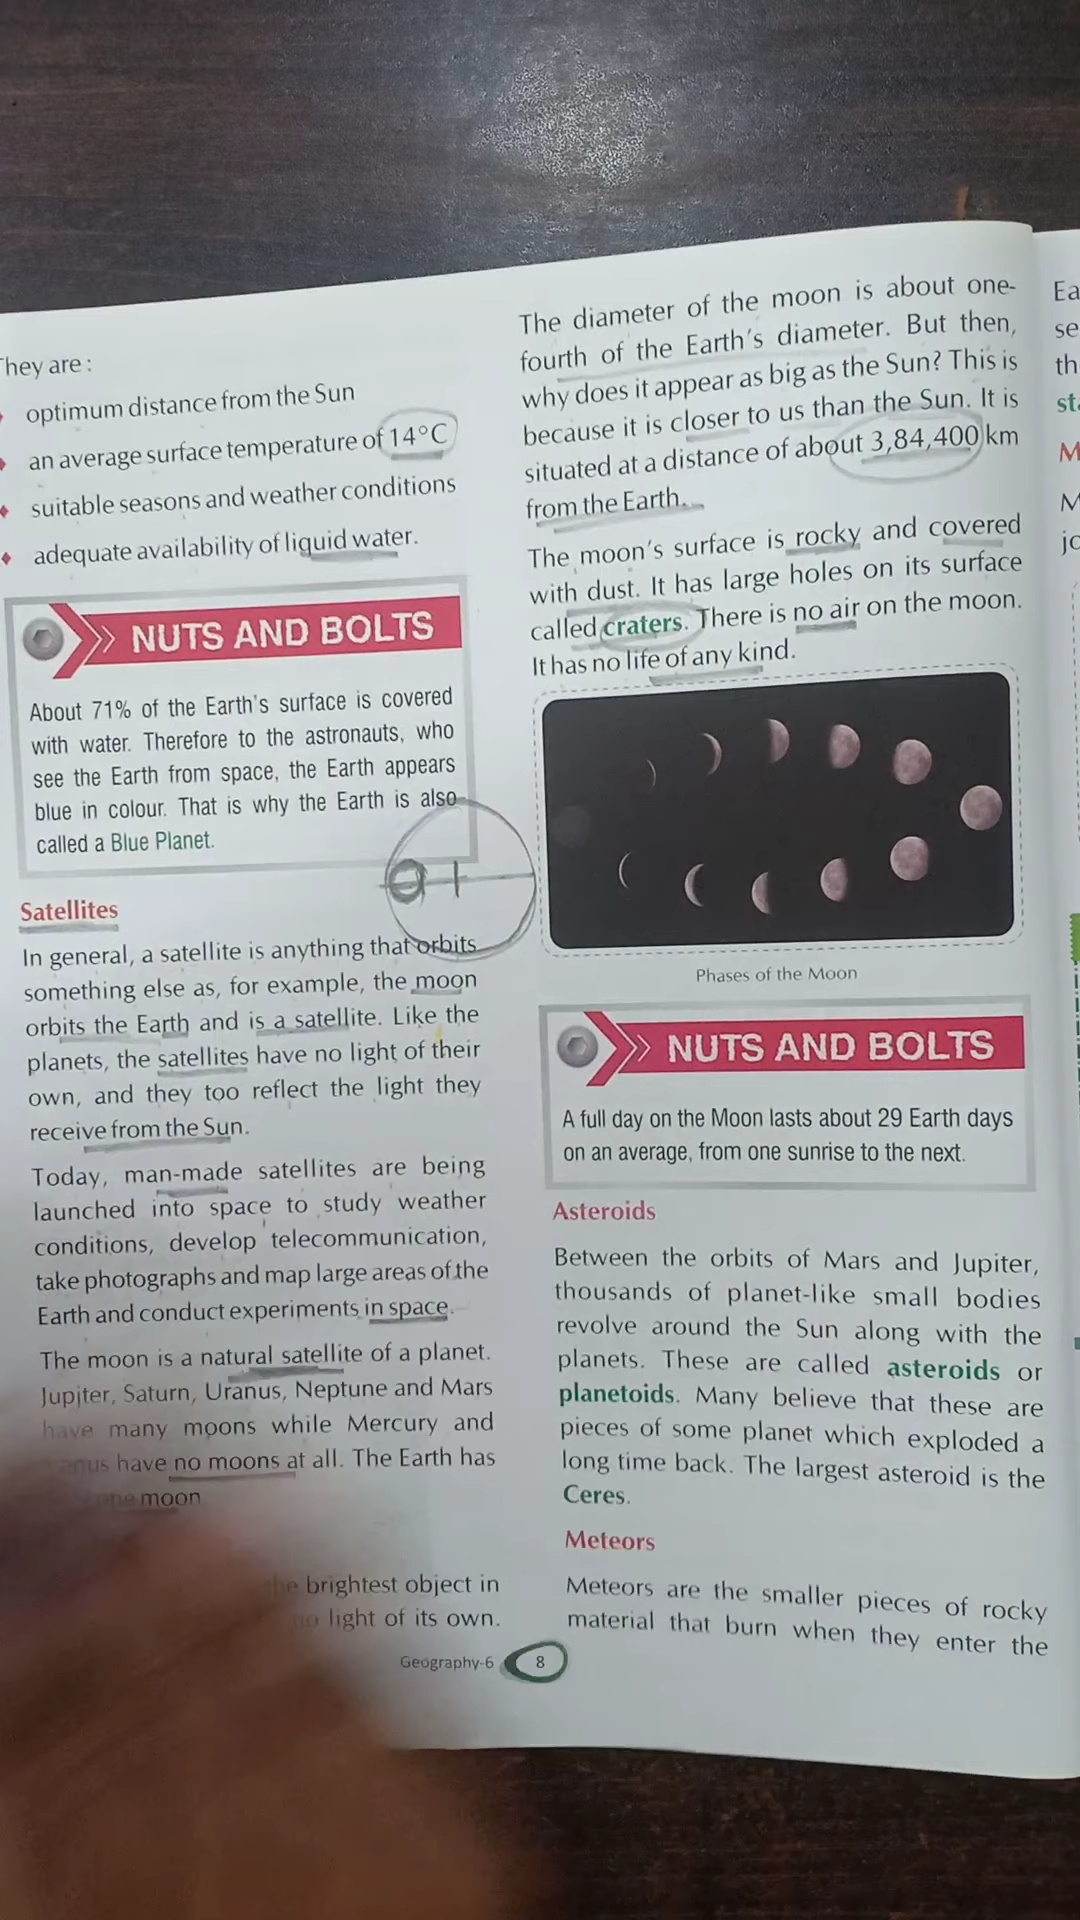 They are :
optimum distance from the Sun
an average surface temperature of 14°C
suitable seasons and weather conditions
adequate availability of liquid water.
NUTS AND BOLTS
About 71% of the Earth's surface is covered
with water. Therefore to the astronauts, who
see the Earth from space, the Earth appears
blue in colour. That is why the Earth is also
called a Blue Planet.
Satellites
In general, a satellite is anything that orbits
something else as, for example, the moon
orbits the Earth and is a satellite. Like the
planets, the satellites have no light of their
own, and they too reflect the light they
receive from the Sun.
Today, man-made satellites are being
launched into space to study weather
conditions, develop telecommunication,
take photographs and map large areas of the
Earth and conduct experiments in space.
The moon is a natural satellite of a planet.
Jupiter, Saturn, Uranus, Neptune and Mars
have many moons while Mercury and
have no moons at all. The Earth has
one moon
the brightest object in
no light of its own.
Geography-6 8
The diameter of the moon is about one-
fourth of the Earth's diameter. But then,
why does it appear as big as the Sun? This is
because it is closer to us than the Sun. It is
situated at a distance of about 3,84,400 km
from the Earth.
The moon's surface is rocky and covered
with dust. It has large holes on its surface
called craters. There is no air on the moon.
It has no life of any kind.
Phases of the Moon
NUTS AND BOLTS
A full day on the Moon lasts about 29 Earth days
on an average, from one sunrise to the next.
Asteroids
Between the orbits of Mars and Jupiter,
thousands of planet-like small bodies
revolve around the Sun along with the
planets. These are called asteroids or
planetoids. Many believe that these are
pieces of some planet which exploded a
long time back. The largest asteroid is the
Ceres.
Meteors
Meteors are the smaller pieces of rocky
material that burn when they enter the
Ea
se
th
st
M
M
jo